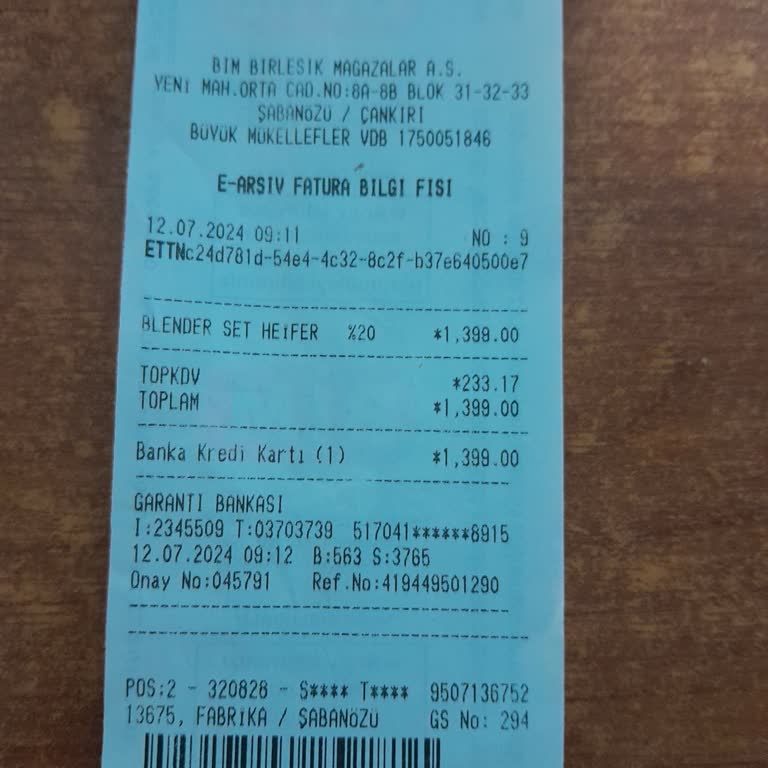 BIM BIRLESIK MAGAZALAR A.S.
YENI MAH.ORTA CAD.NO:8A-8B BLOK 31-32-33
ŞABANÖZÜ / ÇANKIRI
BÜYÜK MÜKELLEFLER VDB 1750051846
E-ARSIV FATURA BILGI FISI
12.07.2024 09:11 NO : 9
ETTNc24d781d-54e4-4c32-8c2f-b37e640500e7
BLENDER SET HEiFER %20 *1,399.00
TOPKDV *233.17
TOPLAM *1,399.00
Banka Kredi Kartı (1) *1,399.00
GARANTI BANKASI
I:2345509 T:03703739 517041******8915
12.07.2024 09:12 B:563 S:3765
Onay No:045791 Ref.No:419449501290
POS:2 - 320828 - S**** T**** 9507136752
13675, FABRiKA / ŞABANÖZÜ GS No: 294